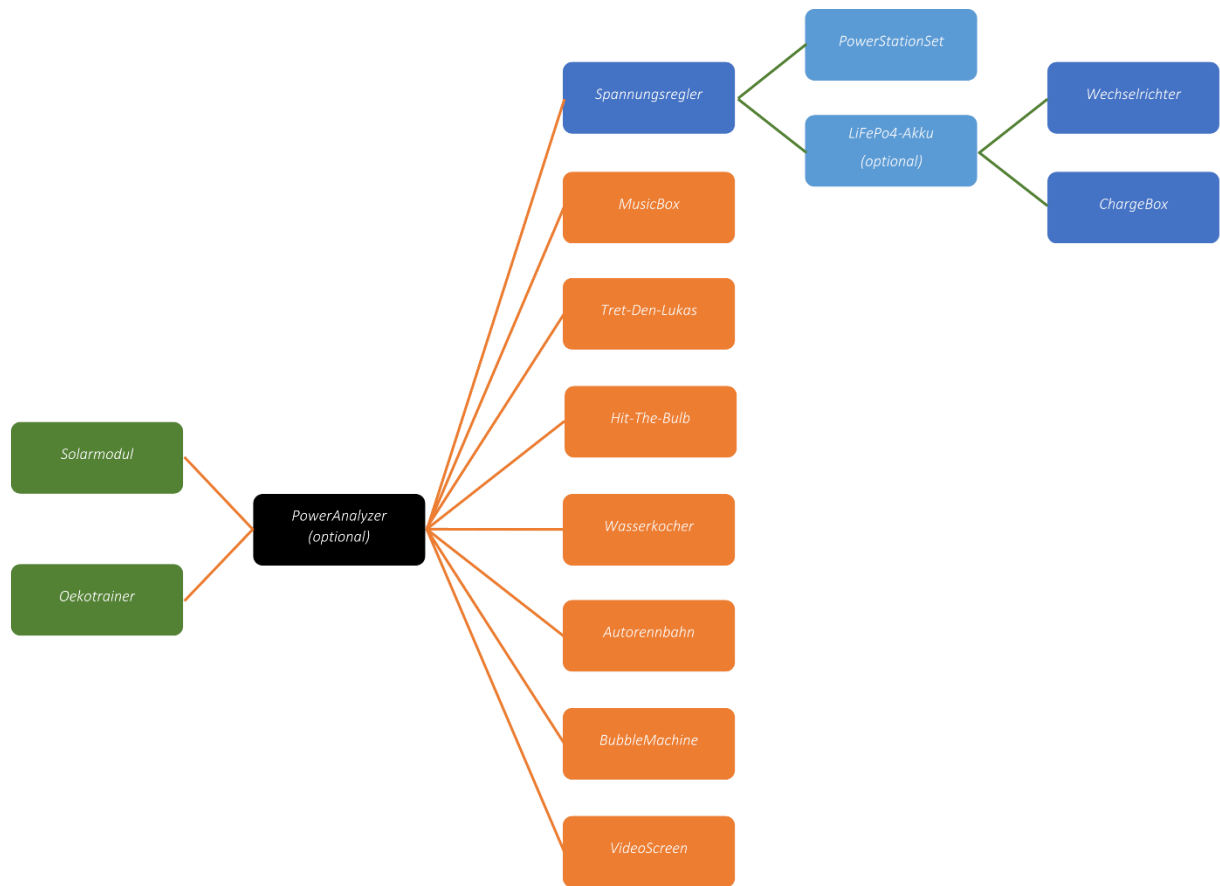 PowerStationSet
Spannungsregler
Wechselrichter
LiFePo4-Akku
(optional)
MusicBox
ChargeBox
Tret-Den-Lukas
Hit-The-Bulb
Solarmodul
PowerAnalyzer
(optional)
Wasserkocher
Oekotrainer
Autorennbahn
BubbleMachine
VideoScreen